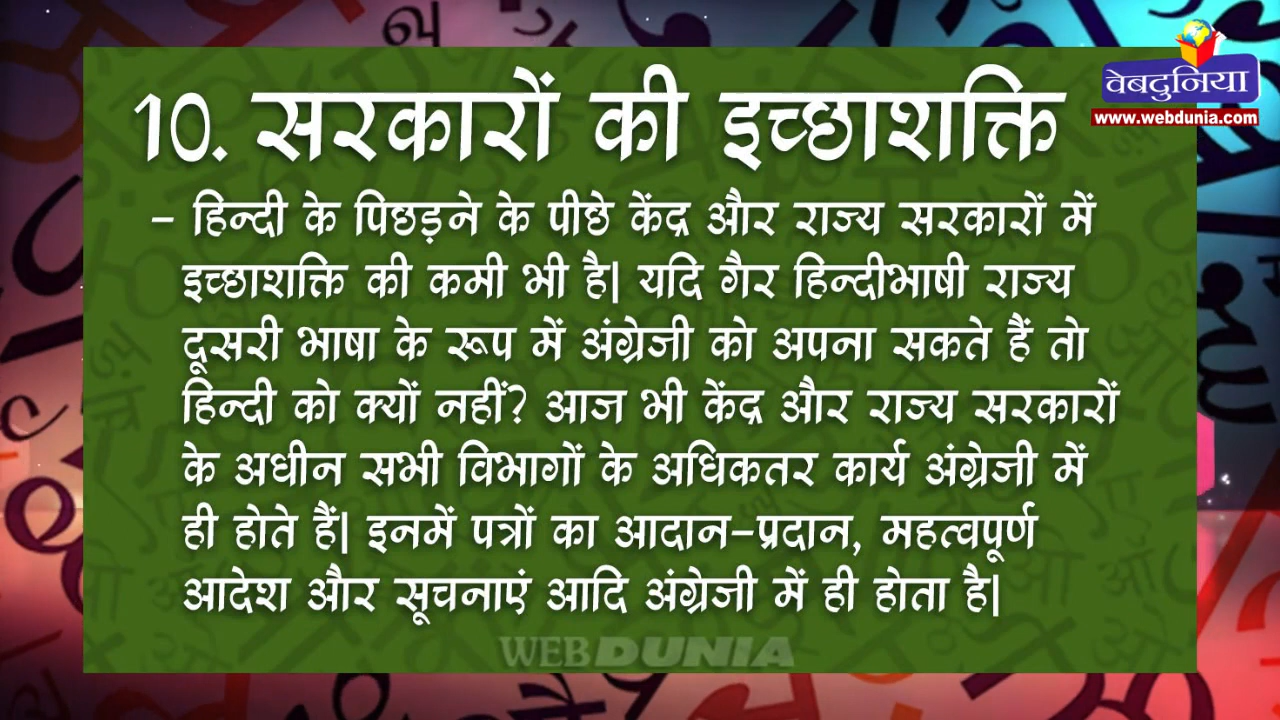 वेबदुनिया
www.webdunia.com
10. सरकारों की इच्छाशक्ति
- हिन्दी के पिछड़ने के पीछे केंद्र और राज्य सरकारों में
इच्छाशक्ति की कमी भी है| यदि गैर हिन्दीभाषी राज्य
दूसरी भाषा के रूप में अंग्रेजी को अपना सकते हैं तो
हिन्दी को क्यों नहीं? आज भी केंद्र और राज्य सरकारों
के अधीन सभी विभागों के अधिकतर कार्य अंग्रेजी में
ही होते हैं| इनमें पत्रों का आदान-प्रदान, महत्वपूर्ण
आदेश और सूचनाएं आदि अंग्रेजी में ही होता है|
WEBDUNIA